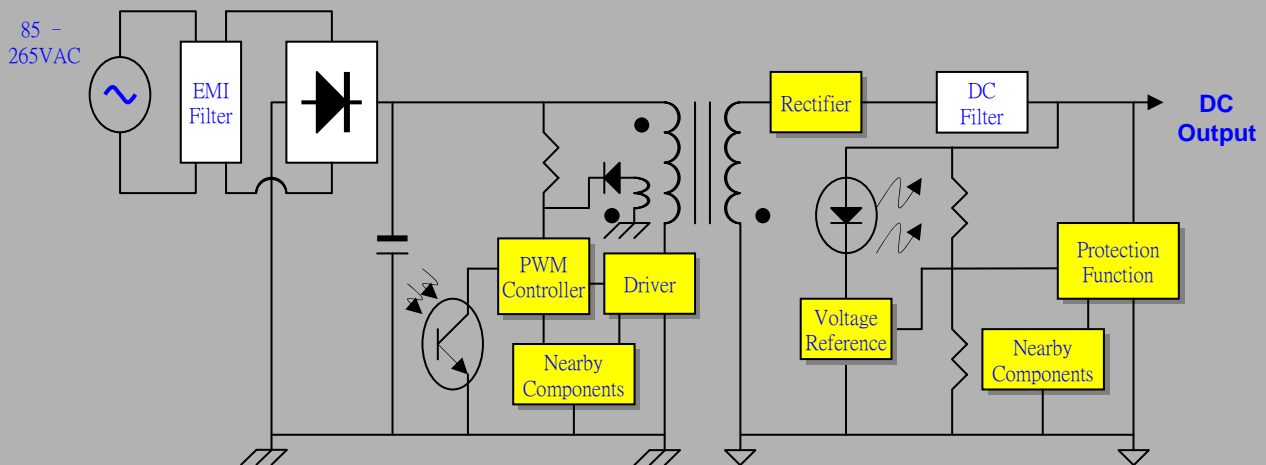 85 -
265VAC
EMI
Filter
Rectifier
DC
Filter
DC
Output
PWM
Controller
Driver
Nearby
Components
Voltage
Reference
Protection
Function
Nearby
Components